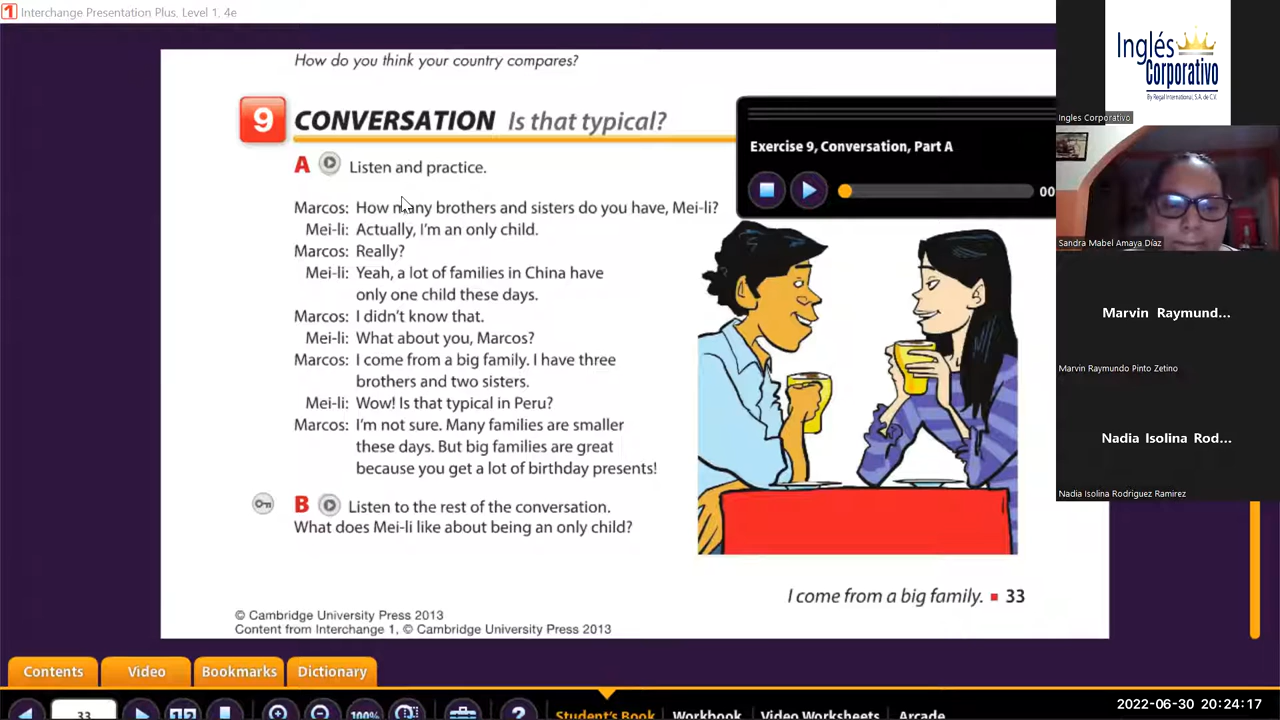 Interchange Presentation Plus, Level 1, 4e
How do you think your country compares?
9 CONVERSATION Is that typical?
A Listen and practice.
Marcos: How many brothers and sisters do you have, Mei-li?
Mei-li: Actually, I'm an only child.
Marcos: Really?
Mei-li: Yeah, a lot of families in China have
only one child these days.
Marcos: I didn't know that.
Mei-li: What about you, Marcos?
Marcos: I come from a big family. I have three
brothers and two sisters.
Mei-li: Wow! Is that typical in Peru?
Marcos: I'm not sure. Many families are smaller
these days. But big families are great
because you get a lot of birthday presents!
B Listen to the rest of the conversation.
What does Mei-li like about being an only child?
Exercise 9, Conversation, Part A
00
I come from a big family. ■ 33
© Cambridge University Press 2013
Content from Interchange 1, © Cambridge University Press 2013
Contents Video Bookmarks Dictionary
33
100%
?
Student's Book Workbook Video Worksheets Arcade
Inglés
Corporativo
By Regal International, S.A. de C.V.
Ingles Corporativo
Sandra Mabel Amaya Díaz
Marvin Raymund...
Marvin Raymundo Pinto Zetino
Nadia Isolina Rod...
Nadia Isolina Rodriguez Ramirez
2022-06-30 20:24:17